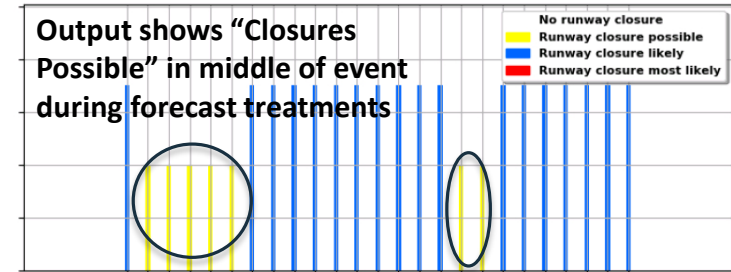 Output shows “Closures
Possible” in middle of event
during forecast treatments
No runway closure
Runway closure possible
Runway closure likely
Runway closure most likely